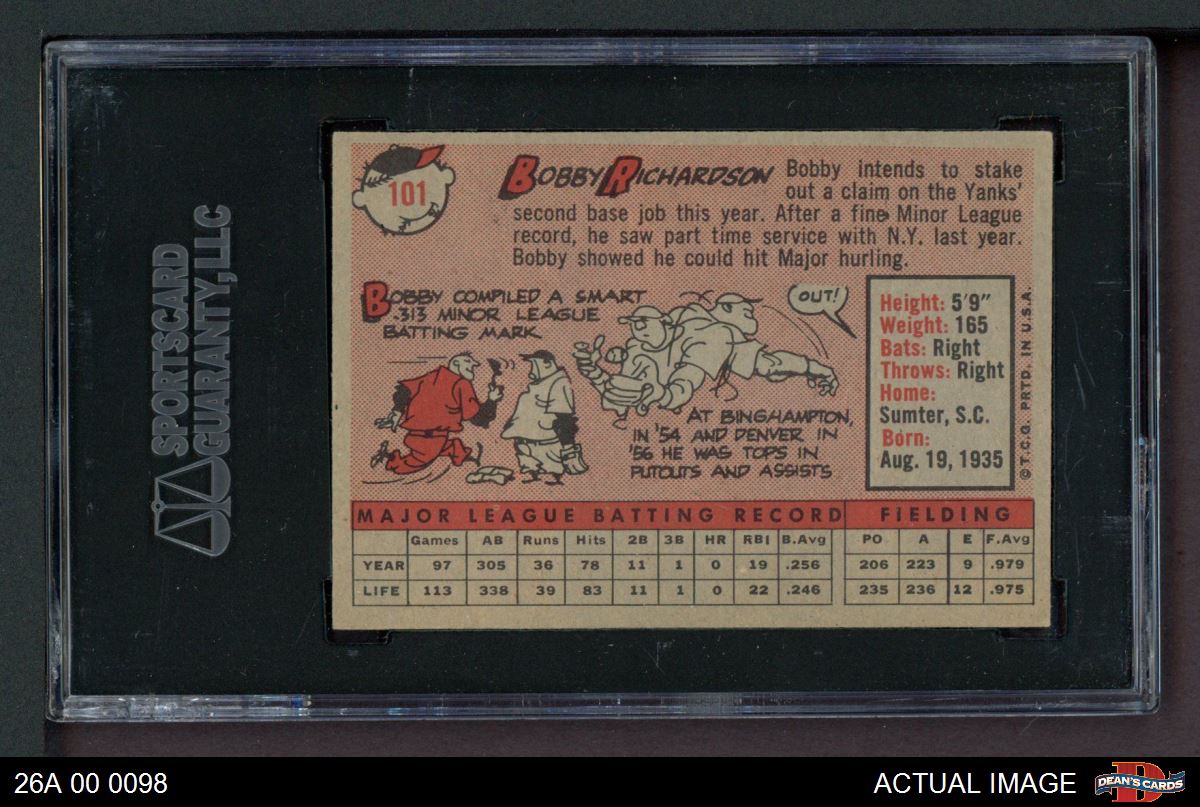 SPORTSCARD
GUARANTY,LLC
101
BOBBY RICHARDSON
Bobby intends to stake
out a claim on the Yanks'
second base job this year. After a fine Minor League
record, he saw part time service with N.Y. last year.
Bobby showed he could hit Major hurling.
BOBBY COMPILED A SMART
.313 MINOR LEAGUE
BATTING MARK
OUT!
AT BINGHAMPTON,
IN '54 AND DENVER IN
'56 HE WAS TOPS IN
PUTOUTS AND ASSISTS
Height: 5'9"
Weight: 165
Bats: Right
Throws: Right
Home:
Sumter, S.C.
Born:
Aug. 19, 1935
© T.C.G. PRTD. IN U.S.A.
MAJOR LEAGUE BATTING RECORD FIELDING
Games AB Runs Hits 2B 3B HR RBI B.Avg PO A E F.Avg
YEAR 97 305 36 78 11 1 0 19 .256 206 223 9 .979
LIFE 113 338 39 83 11 1 0 22 .246 235 236 12 .975
26A 00 0098
ACTUAL IMAGE
D
DEAN'S CARDS